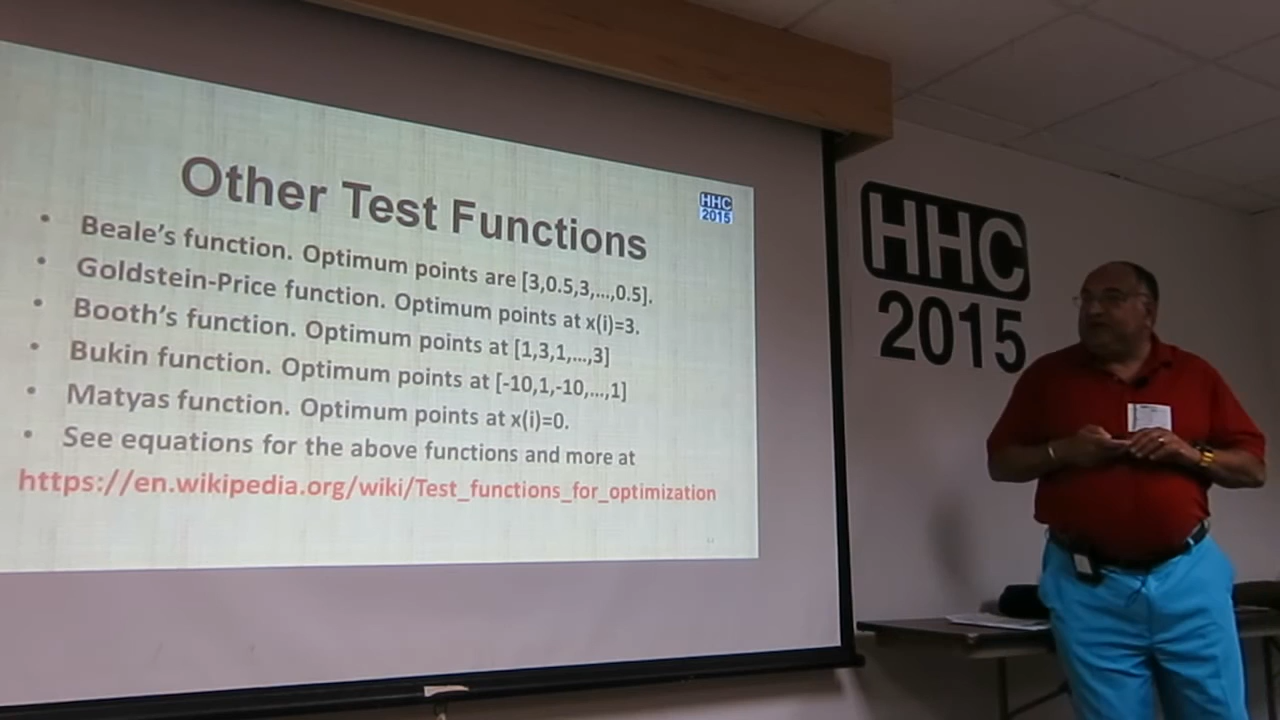 Other Test Functions
HHC
2015
• Beale's function. Optimum points are [3,0.5,3,...,0.5].
• Goldstein-Price function. Optimum points at x(i)=3.
• Booth's function. Optimum points at [1,3,1,...,3]
• Bukin function. Optimum points at [-10,1,-10,...,1]
• Matyas function. Optimum points at x(i)=0.
• See equations for the above functions and more at
https://en.wikipedia.org/wiki/Test_functions_for_optimization
HHC
2015